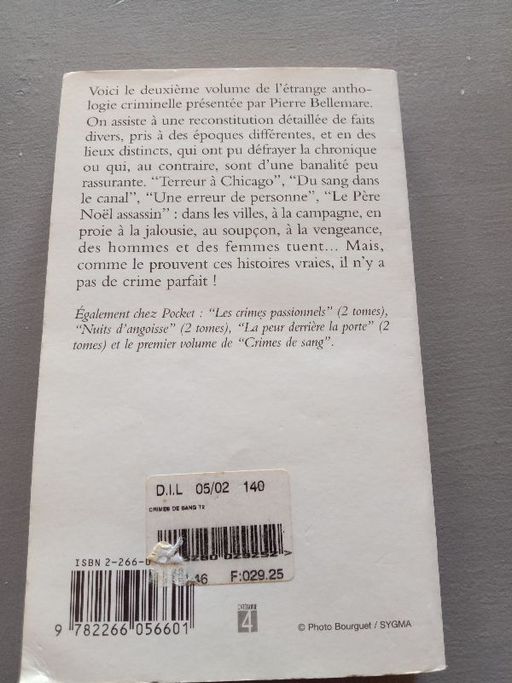 Voici le deuxième volume de l'étrange antho-
logie criminelle présentée par Pierre Bellemare.
On assiste à une reconstitution détaillée de faits
divers, pris à des époques différentes, et en des
lieux distincts, qui ont pu défrayer la chronique
ou qui, au contraire, sont d'une banalité peu
rassurante. "Terreur à Chicago", "Du sang dans
le canal", "Une erreur de personne", "Le Père
Noël assassin" : dans les villes, à la campagne, en
proie à la jalousie, au soupçon, à la vengeance,
des hommes et des femmes tuent... Mais,
comme le prouvent ces histoires vraies, il n'y a
pas de crime parfait !
Également chez Pocket : "Les crimes passionnels" (2 tomes),
"Nuits d'angoisse" (2 tomes), "La peur derrière la porte" (2
tomes) et le premier volume de "Crimes de sang".
D.I.L 05/02 140
CRIMES DE SANG T2
F:029.25
ISBN 2-266-0
9 782266 056601
4
© Photo Bourguet / SYGMA